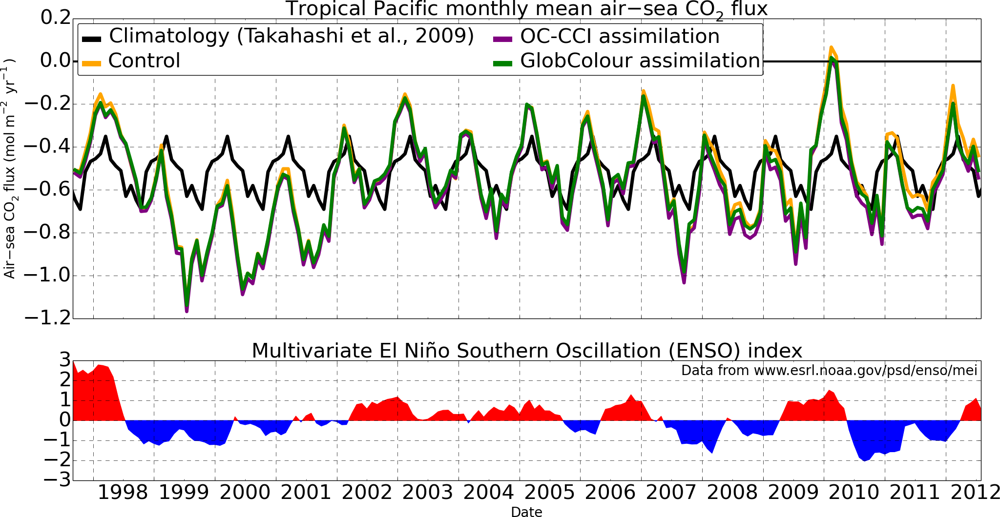 Tropical Pacific monthly mean air−sea CO₂ flux
Climatology (Takahashi et al., 2009)
Control
OC-CCI assimilation
GlobColour assimilation
Air−sea CO₂ flux (mol m⁻² yr⁻¹)
0.2
0.0
−0.2
−0.4
−0.6
−0.8
−1.0
−1.2
Multivariate El Niño Southern Oscillation (ENSO) index
Data from www.esrl.noaa.gov/psd/enso/mei
3
2
1
0
−1
−2
−3
1998 1999 2000 2001 2002 2003 2004 2005 2006 2007 2008 2009 2010 2011 2012
Date